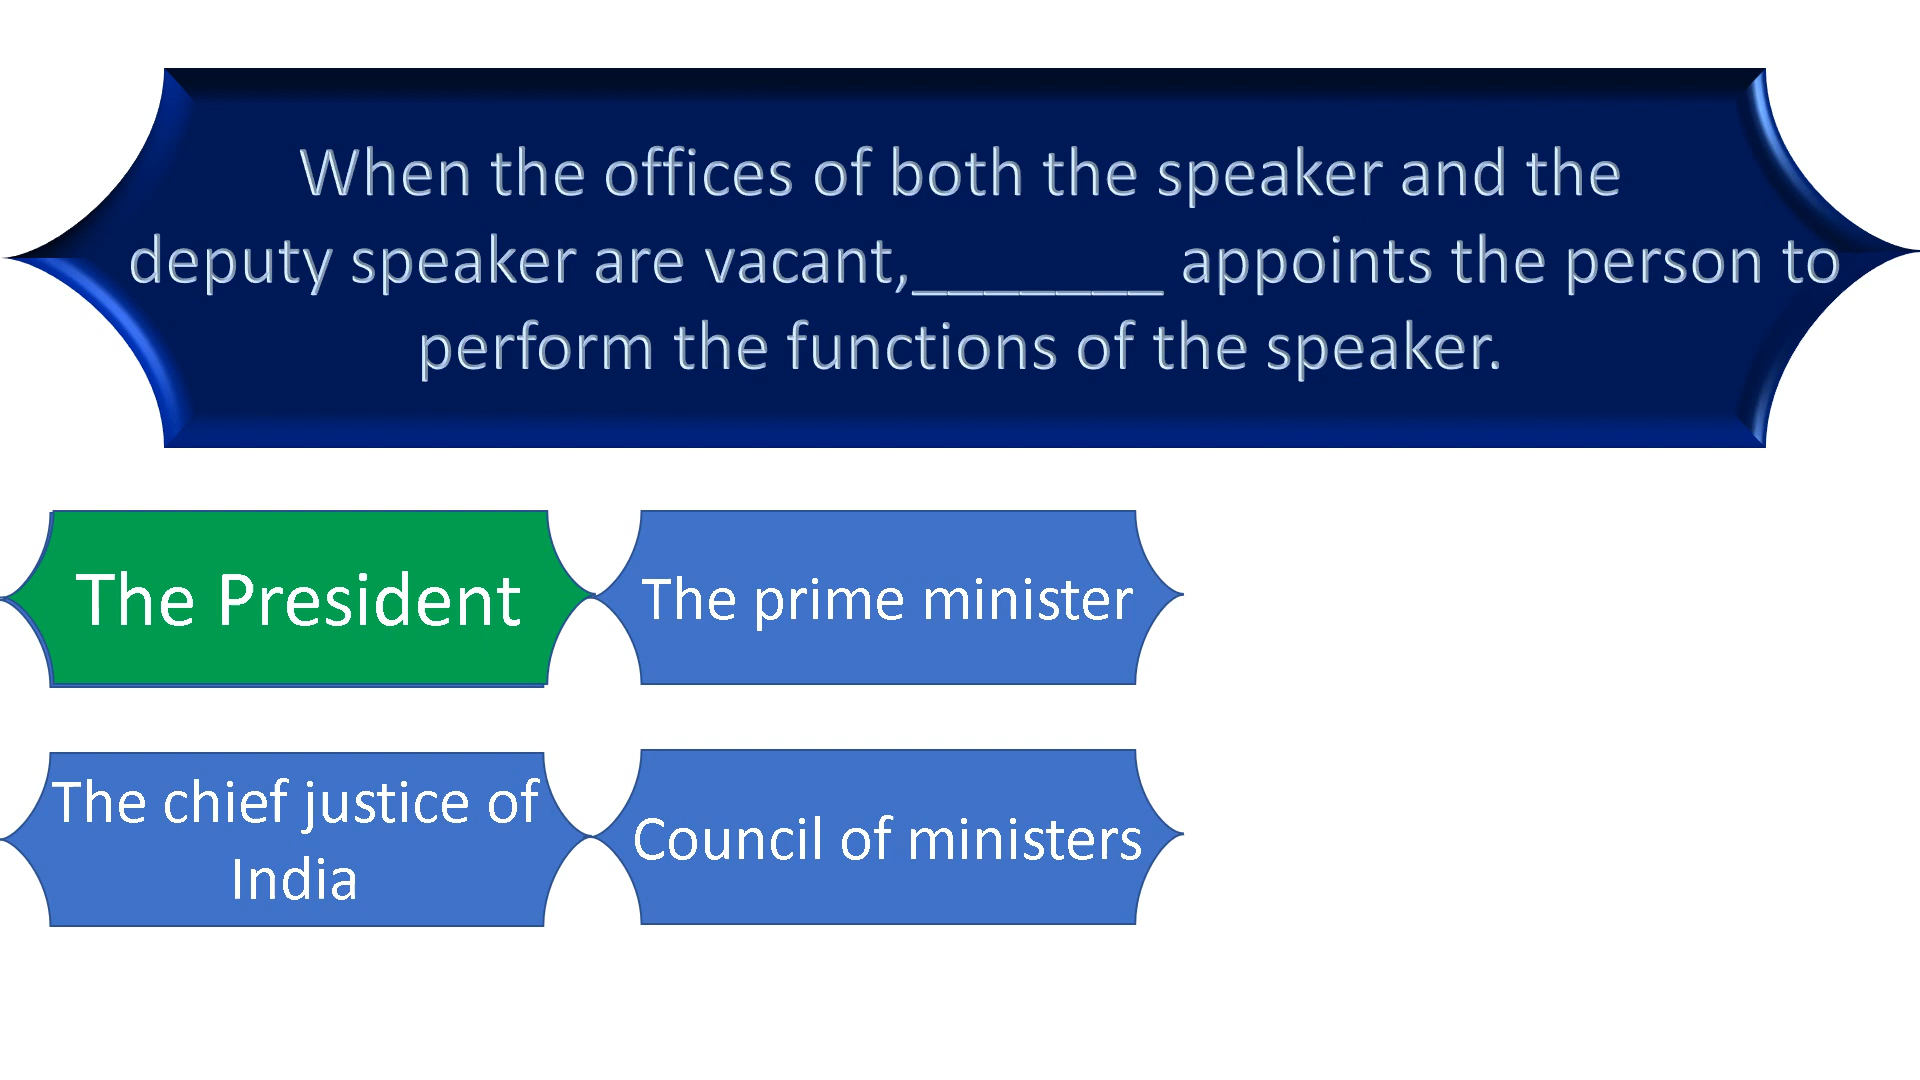 When the offices of both the speaker and the
deputy speaker are vacant,_______ appoints the person to
perform the functions of the speaker.
The President
The prime minister
The chief justice of
India
Council of ministers